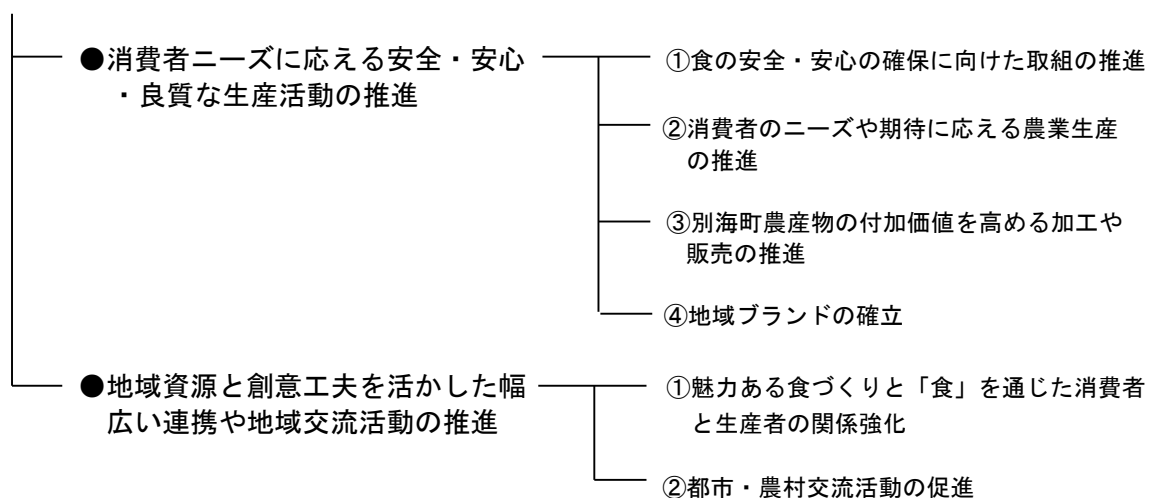 ●消費者ニーズに応える安全・安心
・良質な生産活動の推進
①食の安全・安心の確保に向けた取組の推進
②消費者のニーズや期待に応える農業生産
の推進
③別海町農産物の付加価値を高める加工や
販売の推進
④地域ブランドの確立
●地域資源と創意工夫を活かした幅
広い連携や地域交流活動の推進
①魅力ある食づくりと「食」を通じた消費者
と生産者の関係強化
②都市・農村交流活動の促進